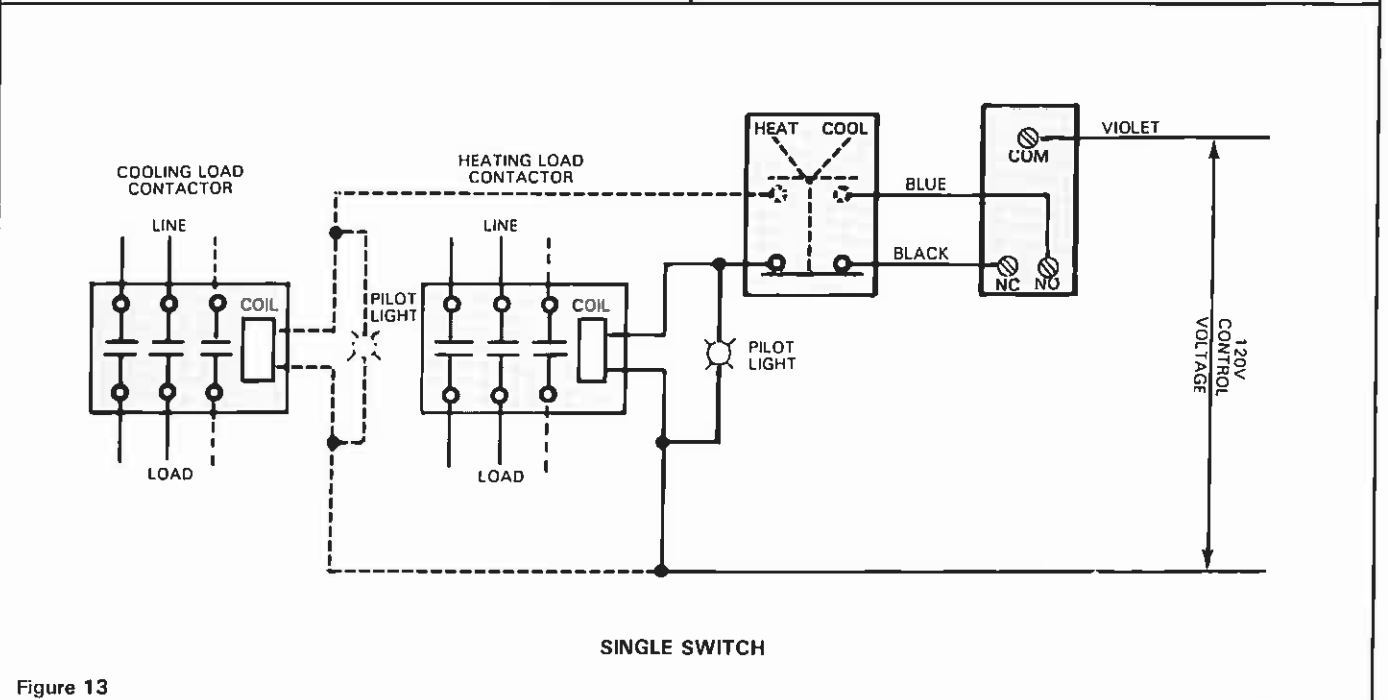 HEAT COOL
COM
VIOLET
COOLING LOAD
CONTACTOR
HEATING LOAD
CONTACTOR
BLUE
LINE
LINE
BLACK
NC NO
COIL
PILOT
LIGHT
COIL
PILOT
LIGHT
120V
CONTROL
VOLTAGE
LOAD
LOAD
SINGLE SWITCH
Figure 13